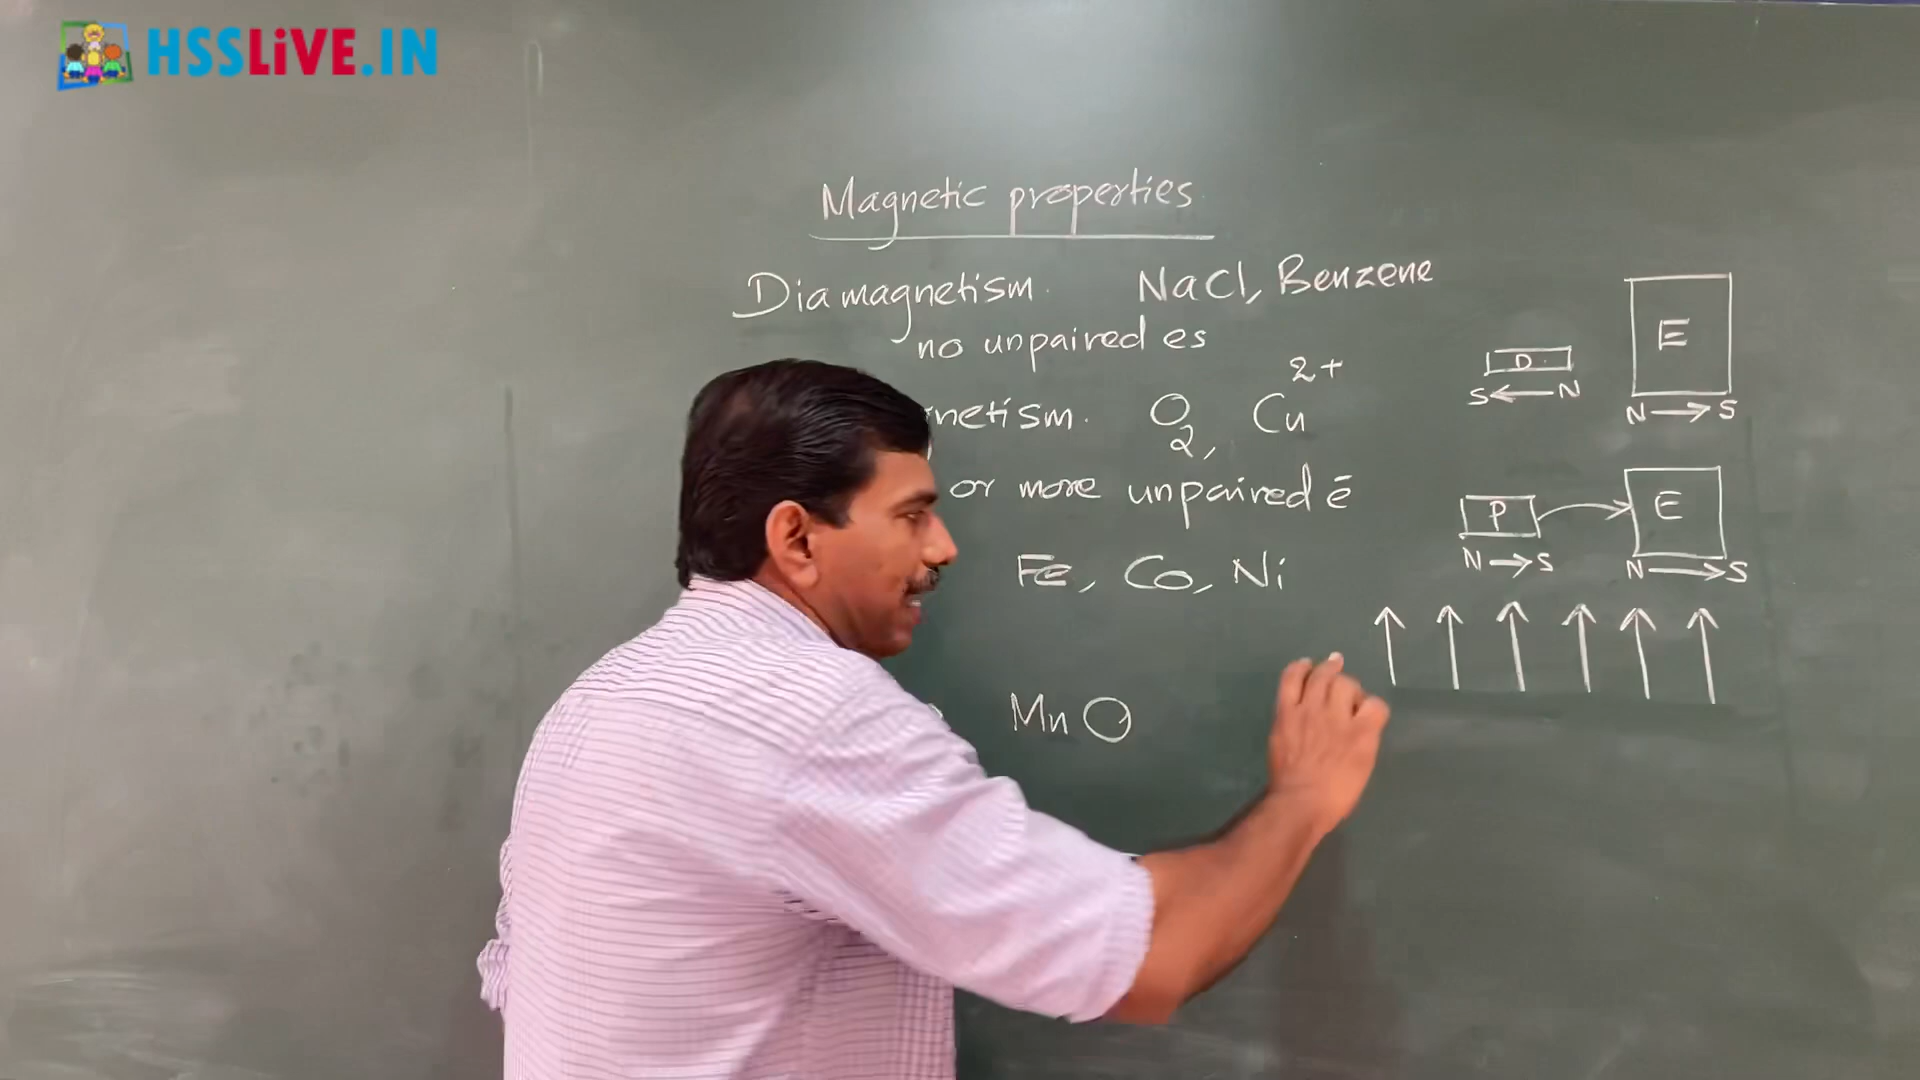 HSSLiVE.IN
Magnetic properties
Diamagnetism. NaCl, Benzene
no unpaired es
netism. O₂, Cu²⁺
or more unpaired ē
Fe, Co, Ni
MnO
D
S ← N
E
N → S
P
N → S
E
N → S